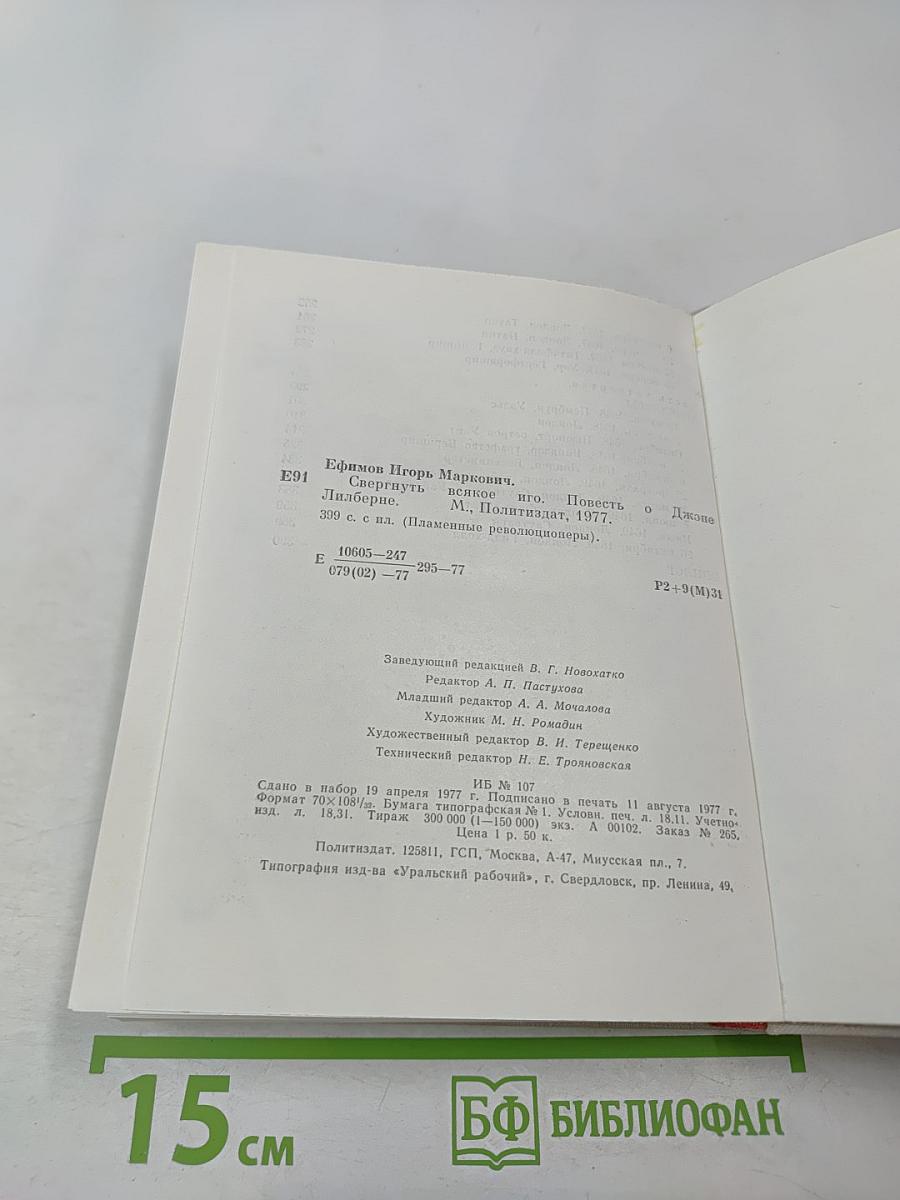 Ефимов Игорь Маркович.
Е91 Свергнуть всякое иго. Повесть о Джоне
Лилберне. М., Политиздат, 1977.
399 с. с ил. (Пламенные революционеры).
Е 10605—247
079(02) —77 295—77
Р2+9(М)31
Заведующий редакцией В. Г. Новохатко
Редактор А. П. Пастухова
Младший редактор А. А. Мочалова
Художник М. Н. Ромадин
Художественный редактор В. И. Терещенко
Технический редактор Н. Е. Трояновская
ИБ № 107
Сдано в набор 19 апреля 1977 г. Подписано в печать 11 августа 1977 г.
Формат 70×108¹/₃₂. Бумага типографская № 1. Условн. печ. л. 18,11. Учетно-
изд. л. 18,31. Тираж 300 000 (1—150 000) экз. А 00102. Заказ № 265.
Цена 1 р. 50 к.
Политиздат. 125811, ГСП, Москва, А-47, Миусская пл., 7.
Типография изд-ва «Уральский рабочий», г. Свердловск, пр. Ленина, 49.
15 см
БФ БИБЛИОФАН